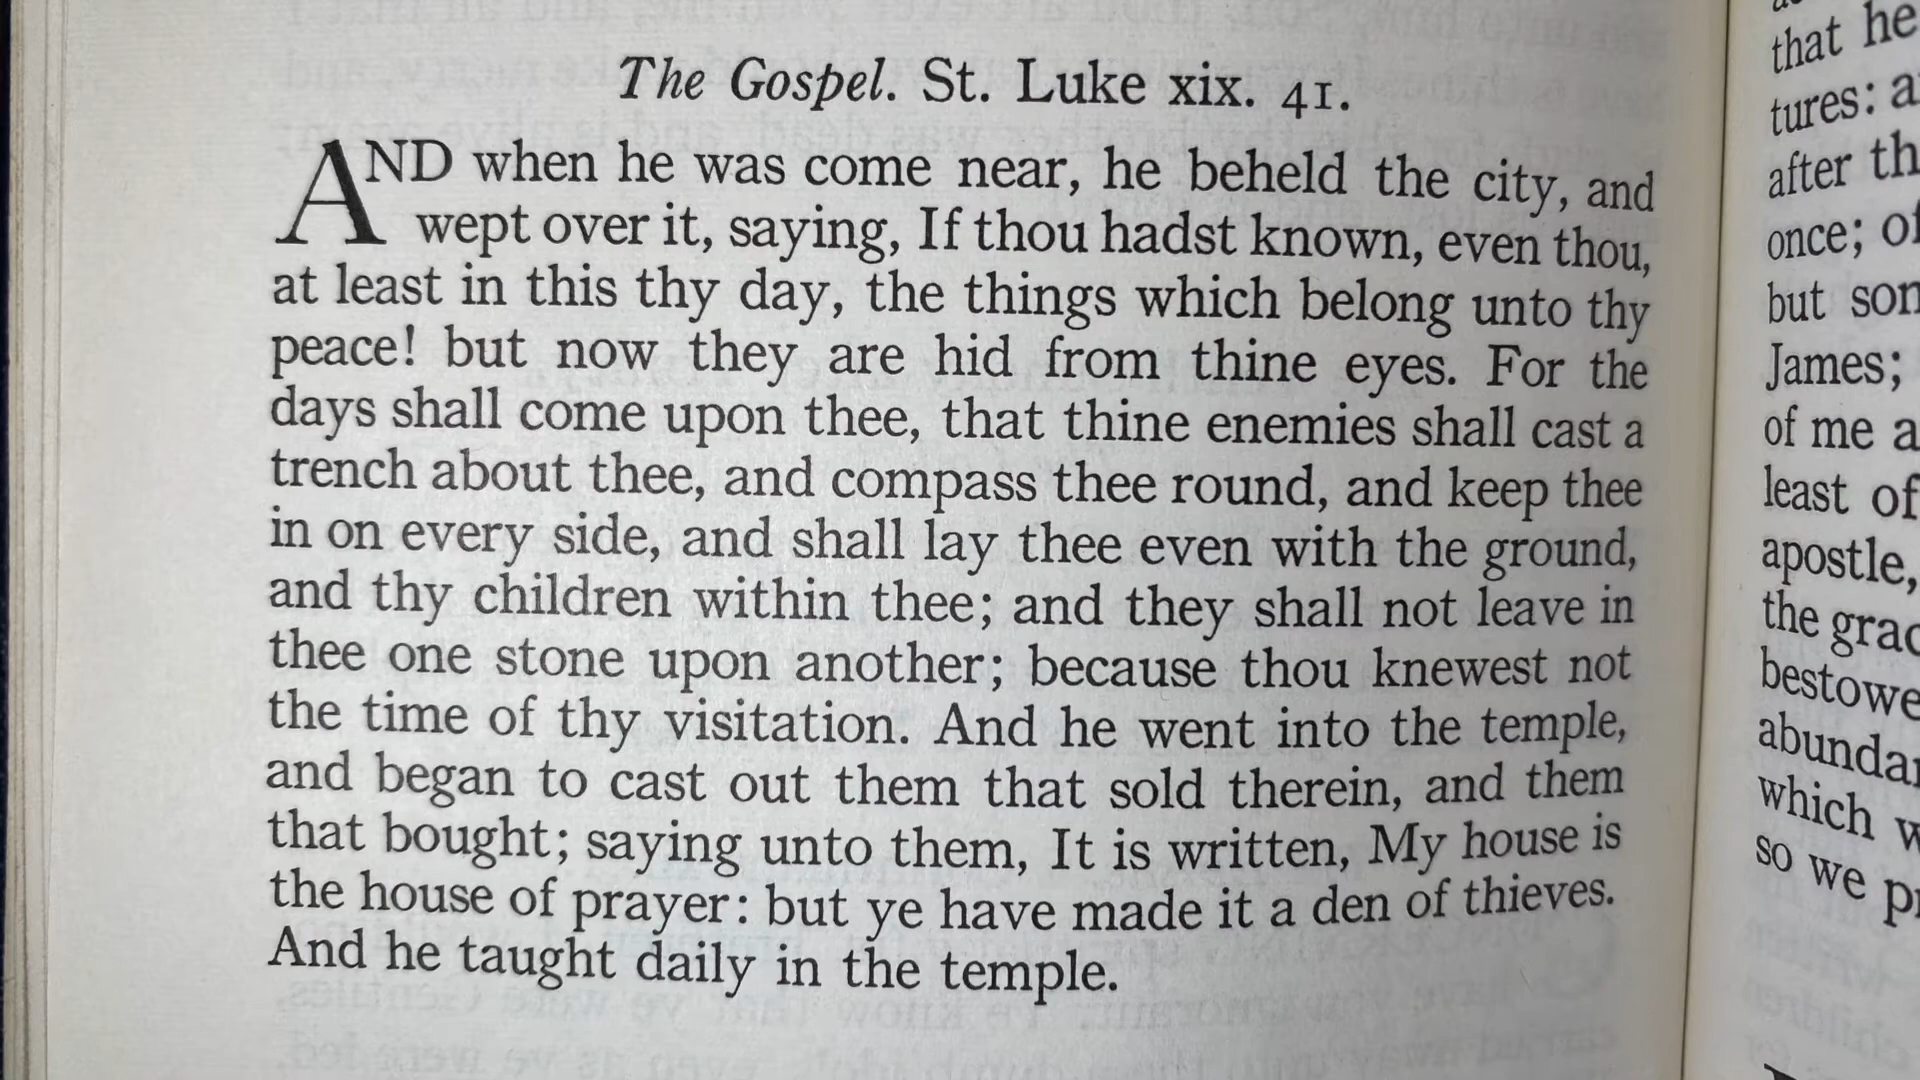 The Gospel. St. Luke xix. 41.
AND when he was come near, he beheld the city, and
wept over it, saying, If thou hadst known, even thou,
at least in this thy day, the things which belong unto thy
peace! but now they are hid from thine eyes. For the
days shall come upon thee, that thine enemies shall cast a
trench about thee, and compass thee round, and keep thee
in on every side, and shall lay thee even with the ground,
and thy children within thee; and they shall not leave in
thee one stone upon another; because thou knewest not
the time of thy visitation. And he went into the temple,
and began to cast out them that sold therein, and them
that bought; saying unto them, It is written, My house is
the house of prayer: but ye have made it a den of thieves.
And he taught daily in the temple.
that he
tures: a
after th
once; of
but som
James;
of me a
least of
apostle,
the grac
bestowe
abundan
which w
so we pr